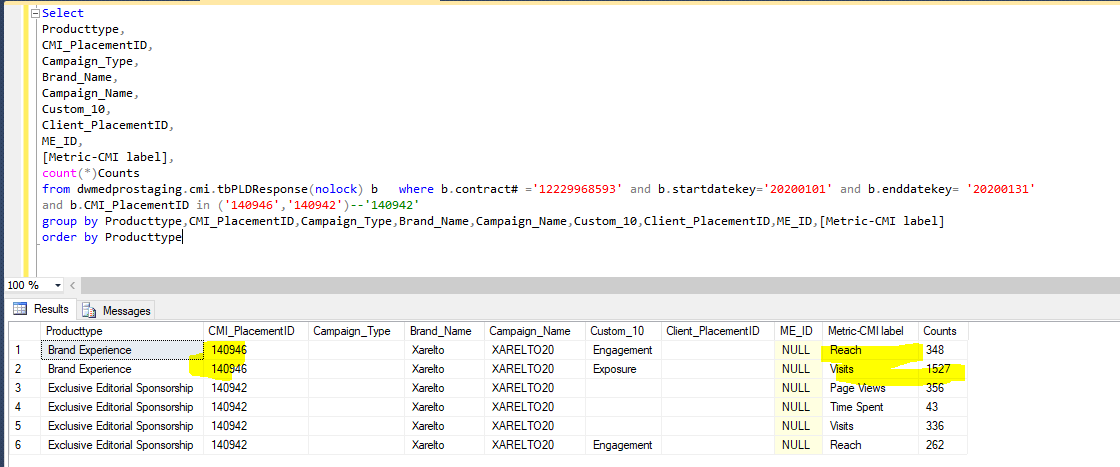 Select
Producttype,
CMI_PlacementID,
Campaign_Type,
Brand_Name,
Campaign_Name,
Custom_10,
Client_PlacementID,
ME_ID,
[Metric-CMI label],
count(*)Counts
from dwmedprostaging.cmi.tbPLDResponse(nolock) b   where b.contract# ='12229968593' and b.startdatekey='20200101' and b.enddatekey= '20200131'
and b.CMI_PlacementID in ('140946','140942')--'140942'
group by Producttype,CMI_PlacementID,Campaign_Type,Brand_Name,Campaign_Name,Custom_10,Client_PlacementID,ME_ID,[Metric-CMI label]
order by Producttype
100 %
Results Messages
Producttype CMI_PlacementID Campaign_Type Brand_Name Campaign_Name Custom_10 Client_PlacementID ME_ID Metric-CMI label Counts
1 Brand Experience 140946 Xarelto XARELTO20 Engagement NULL Reach 348
2 Brand Experience 140946 Xarelto XARELTO20 Exposure NULL Visits 1527
3 Exclusive Editorial Sponsorship 140942 Xarelto XARELTO20 NULL Page Views 356
4 Exclusive Editorial Sponsorship 140942 Xarelto XARELTO20 NULL Time Spent 43
5 Exclusive Editorial Sponsorship 140942 Xarelto XARELTO20 NULL Visits 336
6 Exclusive Editorial Sponsorship 140942 Xarelto XARELTO20 Engagement NULL Reach 262